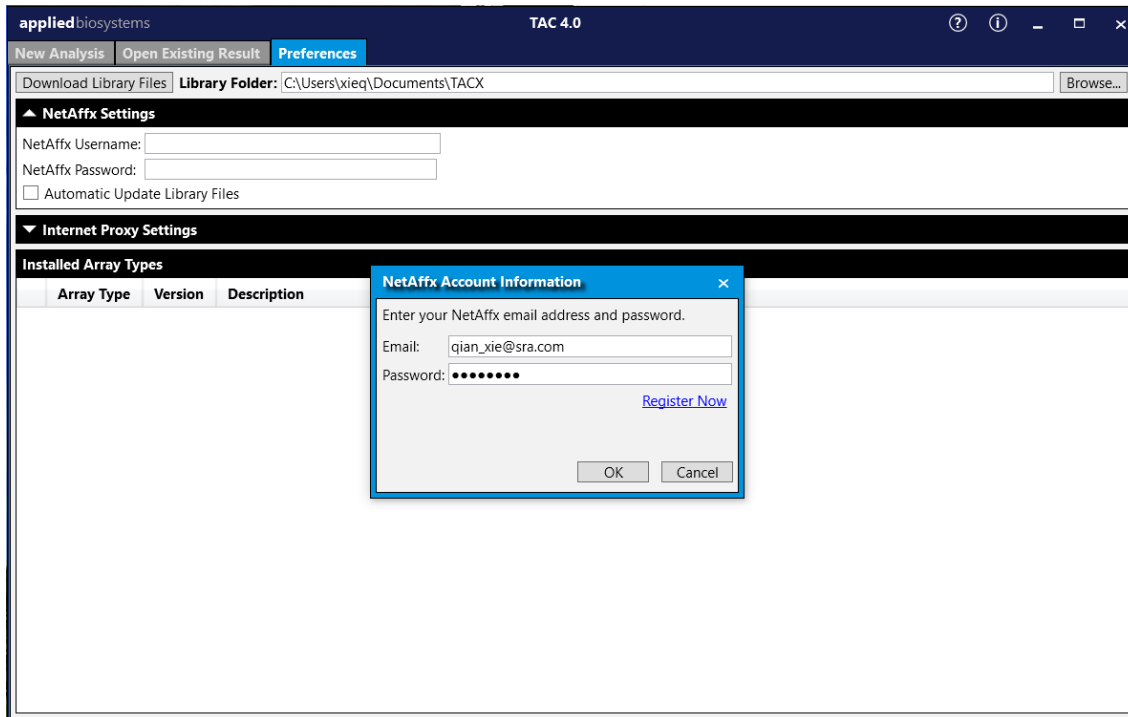 appliedbiosystems TAC 4.0
New Analysis Open Existing Result Preferences
Download Library Files Library Folder: C:\Users\xieq\Documents\TACX Browse...
NetAffx Settings
NetAffx Username:
NetAffx Password:
Automatic Update Library Files
Internet Proxy Settings
Installed Array Types
Array Type Version Description
NetAffx Account Information
Enter your NetAffx email address and password.
Email: qian_xie@sra.com
Password: ●●●●●●●●
Register Now
OK Cancel